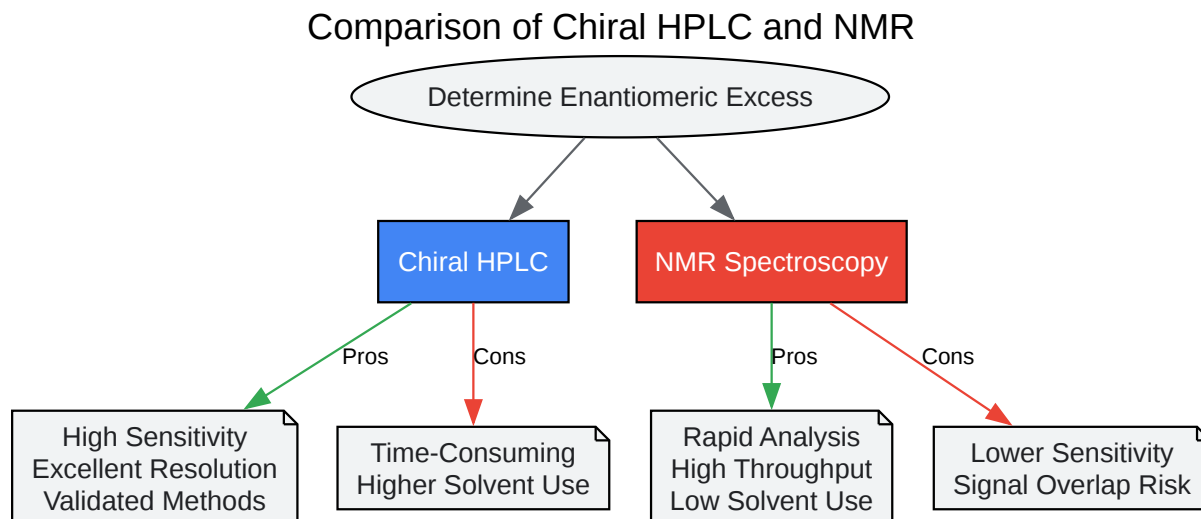 Comparison of Chiral HPLC and NMR
Determine Enantiomeric Excess
Chiral HPLC
NMR Spectroscopy
Pros
Cons
Pros
Cons
High Sensitivity
Excellent Resolution
Validated Methods
Time-Consuming
Higher Solvent Use
Rapid Analysis
High Throughput
Low Solvent Use
Lower Sensitivity
Signal Overlap Risk